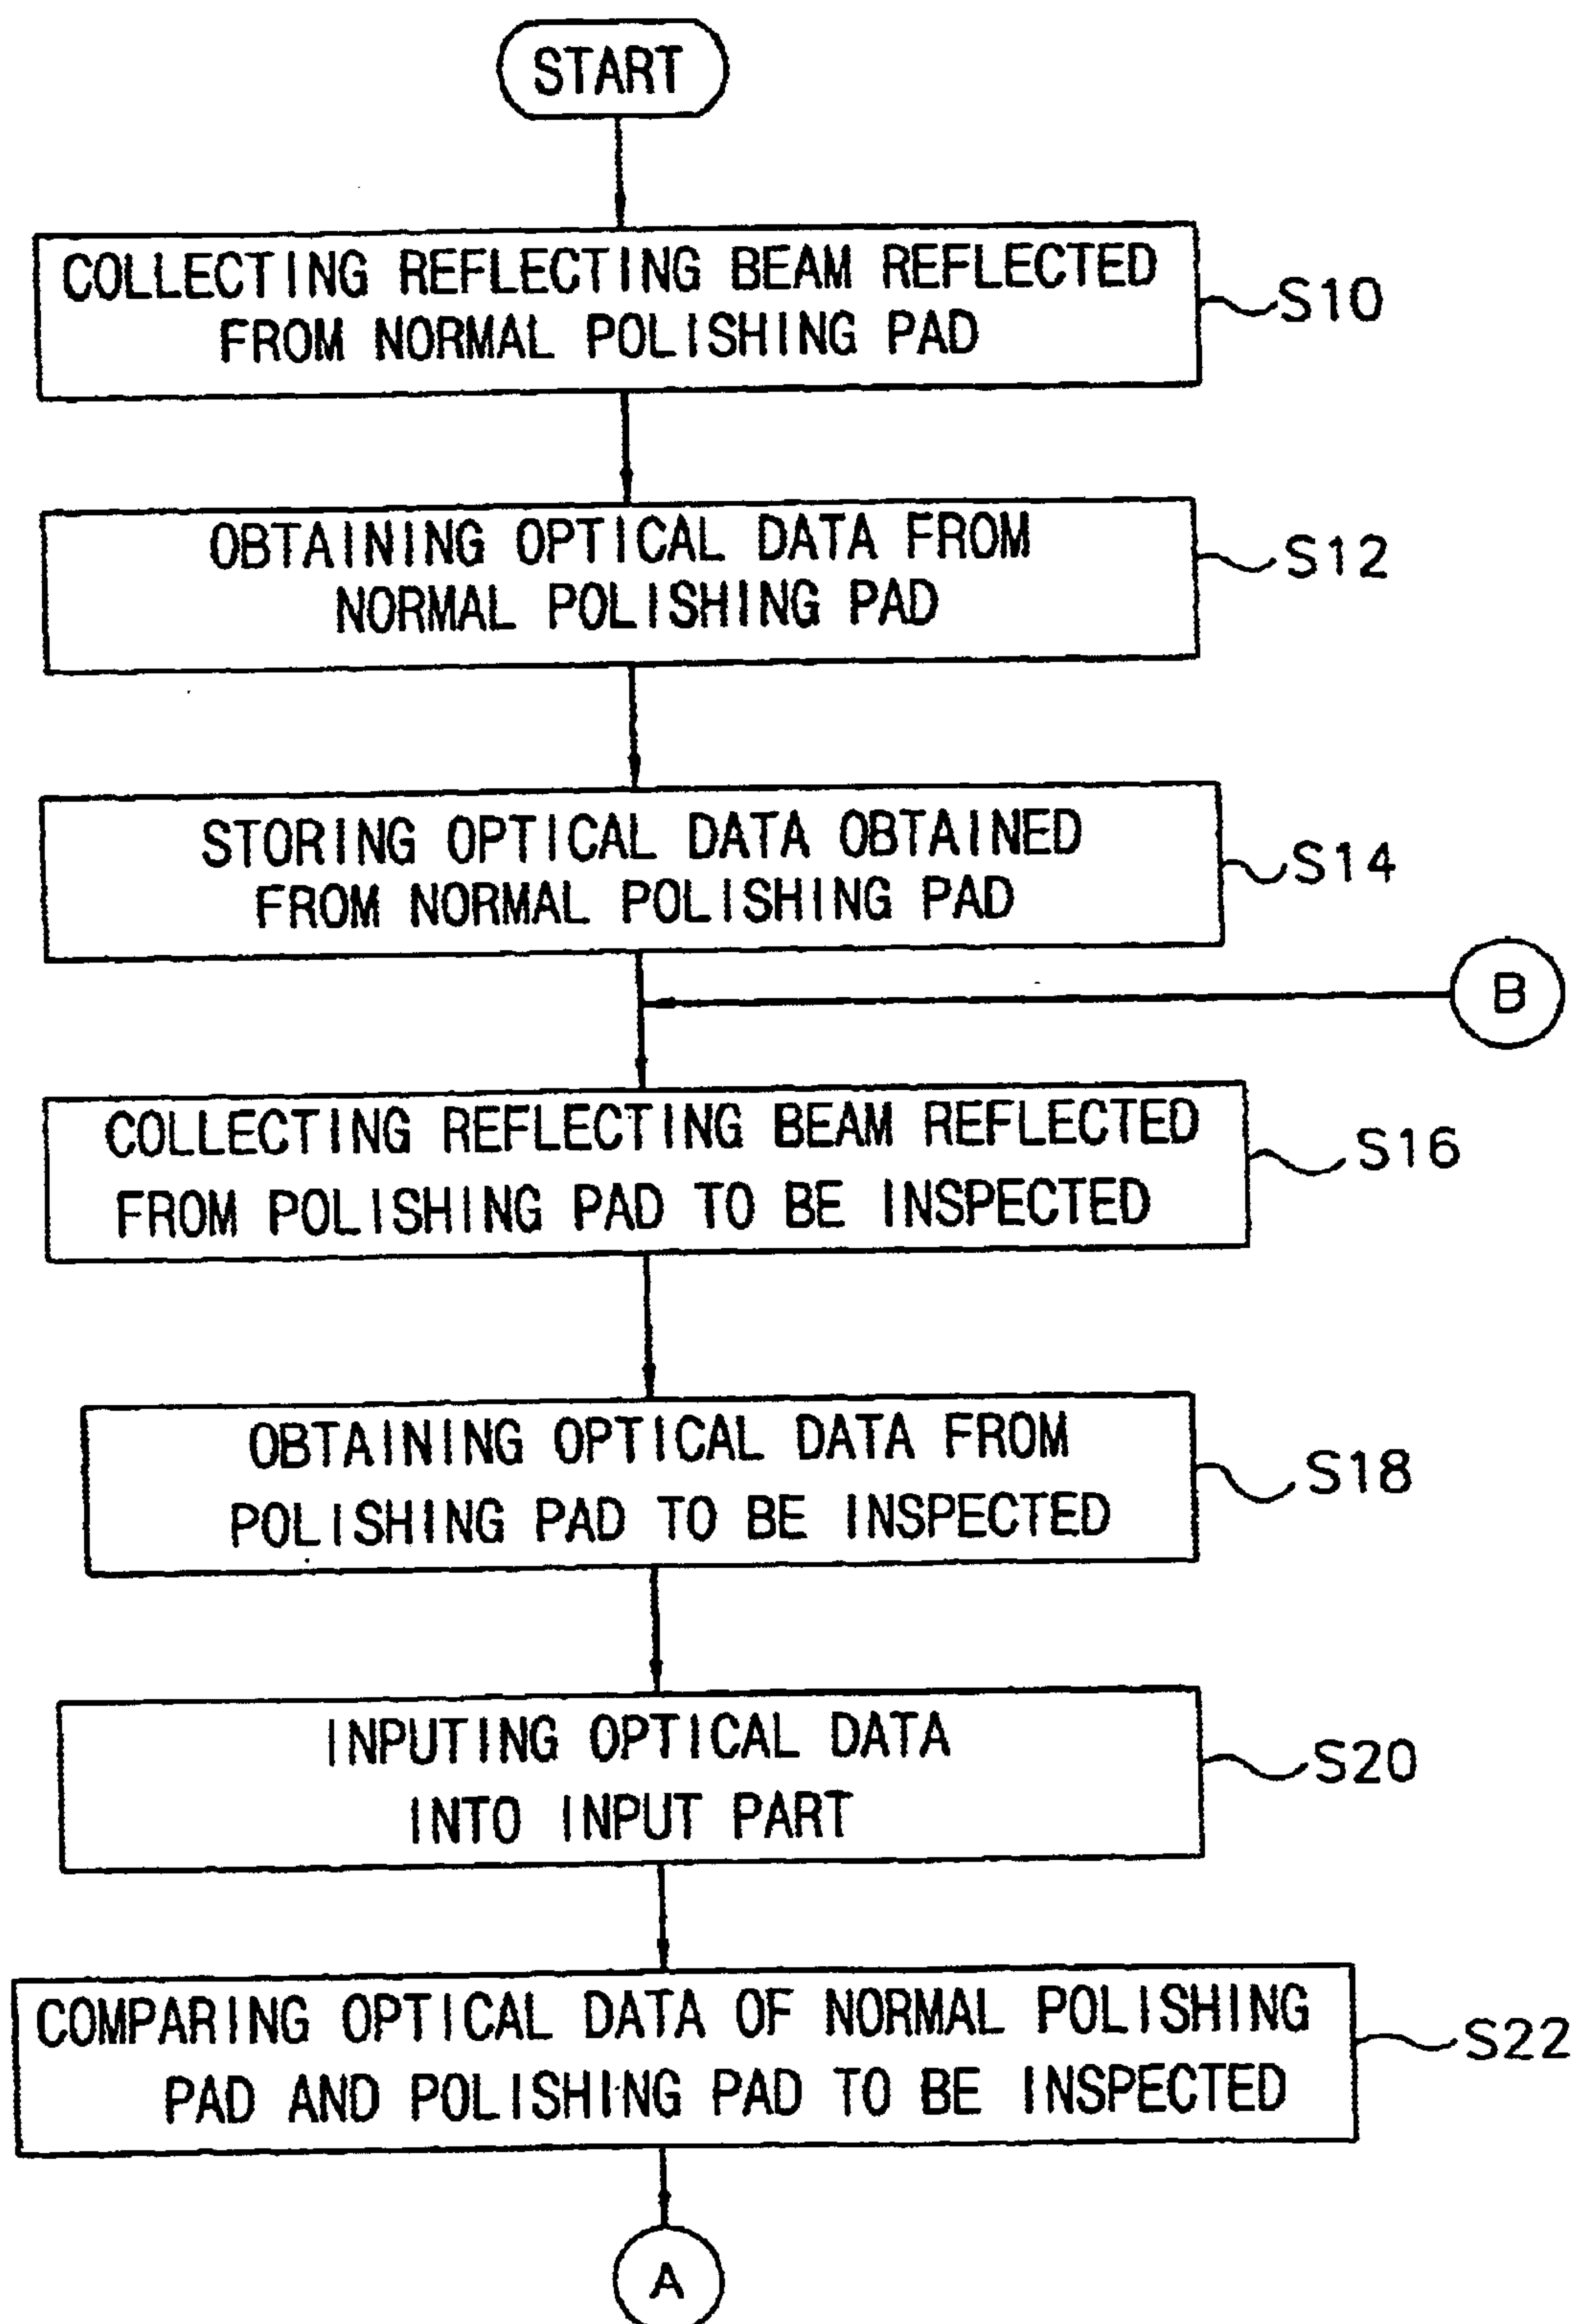 START
COLLECTING REFLECTING BEAM REFLECTED
FROM NORMAL POLISHING PAD
S10
OBTAINING OPTICAL DATA FROM
NORMAL POLISHING PAD
S12
STORING OPTICAL DATA OBTAINED
FROM NORMAL POLISHING PAD
S14
B
COLLECTING REFLECTING BEAM REFLECTED
FROM POLISHING PAD TO BE INSPECTED
S16
OBTAINING OPTICAL DATA FROM
POLISHING PAD TO BE INSPECTED
S18
INPUTING OPTICAL DATA
INTO INPUT PART
S20
COMPARING OPTICAL DATA OF NORMAL POLISHING
PAD AND POLISHING PAD TO BE INSPECTED
S22
A